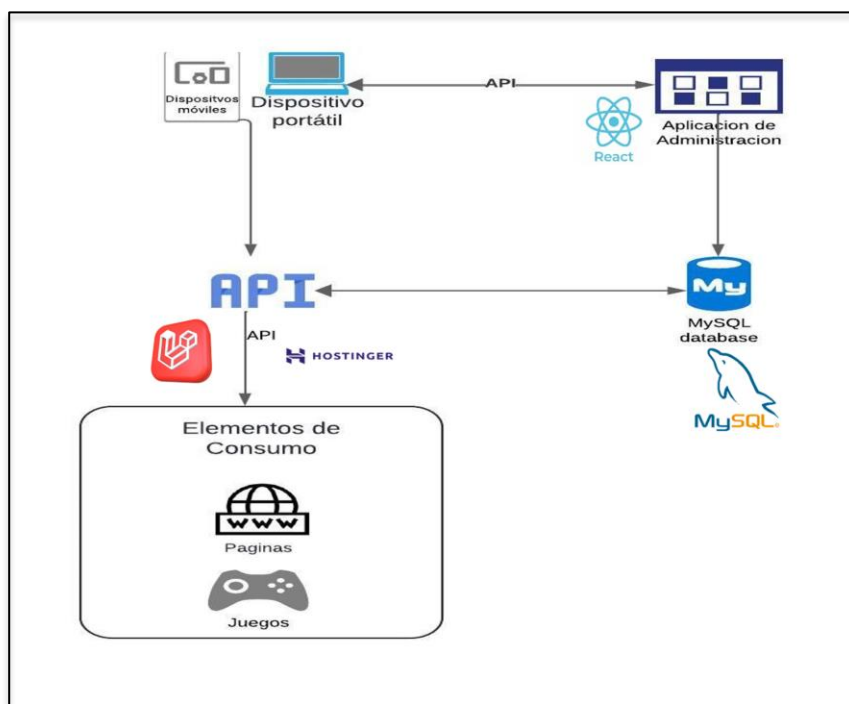 Dispositvos
móviles
Dispositivo
portátil
API
React
Aplicacion de
Administracion
API
My
MySQL
database
API
HOSTINGER
MySQL
Elementos de
Consumo
www
Paginas
Juegos